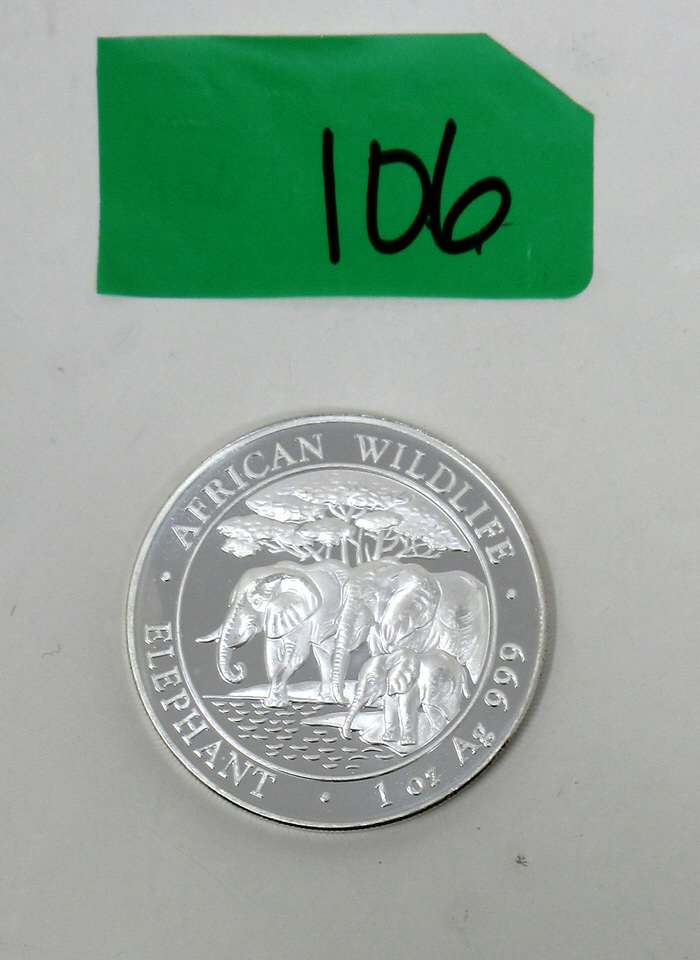 106
AFRICAN WILDLIFE
ELEPHANT
1 oz Ag 999